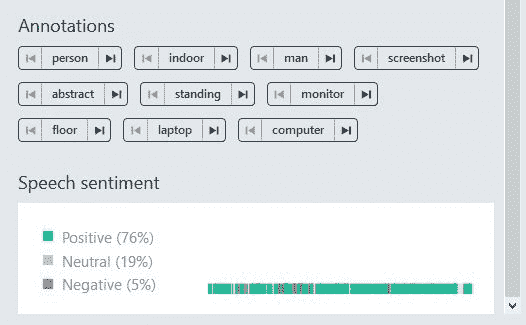 Annotations
person indoor man screenshot
abstract standing monitor
floor laptop computer
Speech sentiment
Positive (76%)
Neutral (19%)
Negative (5%)